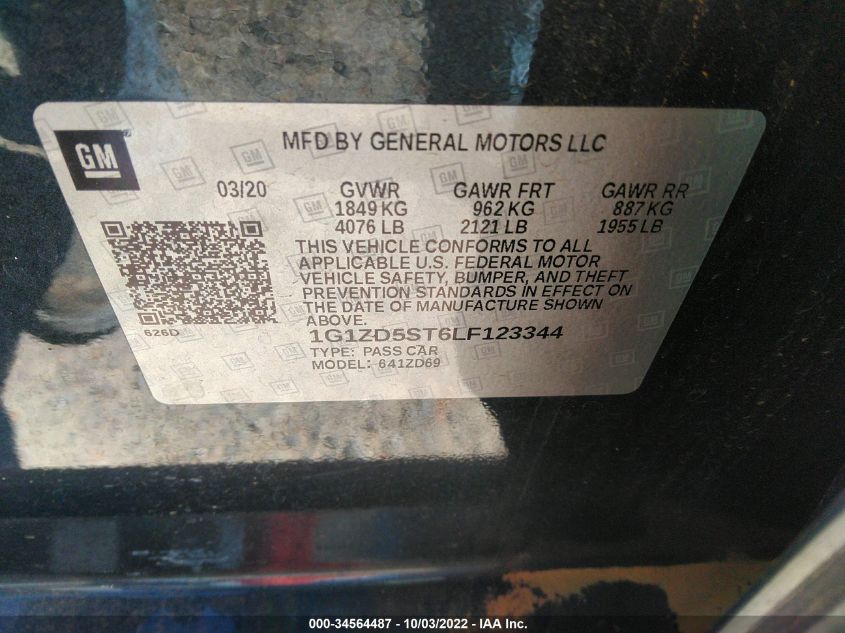 GM
MFD BY GENERAL MOTORS LLC
03/20 GVWR GAWR FRT GAWR RR
1849 KG 962 KG 887 KG
4076 LB 2121 LB 1955 LB
THIS VEHICLE CONFORMS TO ALL
APPLICABLE U.S. FEDERAL MOTOR
VEHICLE SAFETY, BUMPER, AND THEFT
PREVENTION STANDARDS IN EFFECT ON
THE DATE OF MANUFACTURE SHOWN
ABOVE.
626D
1G1ZD5ST6LF123344
TYPE: PASS CAR
MODEL: 641ZD69
000-34564487 - 10/03/2022 - IAA Inc.